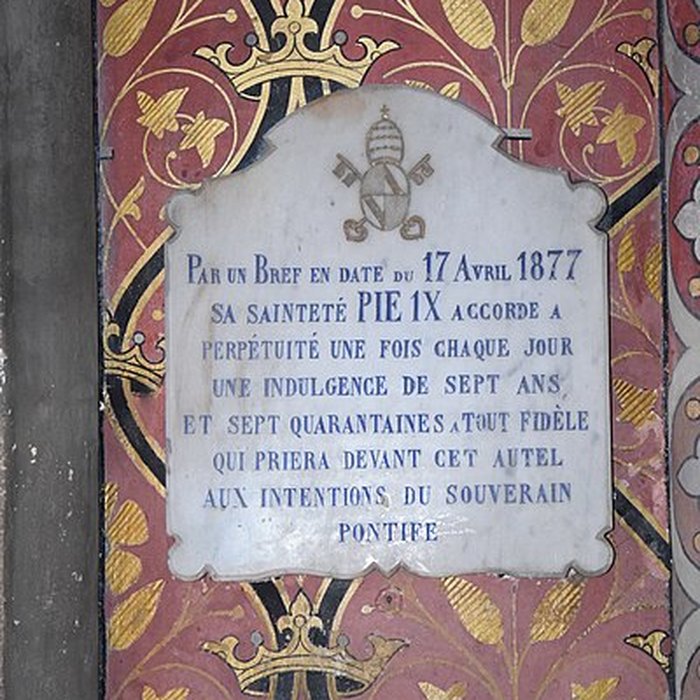 PAR UN BREF EN DATE DU 17 AVRIL 1877
SA SAINTETÉ PIE IX ACCORDE A
PERPÉTUITÉ UNE FOIS CHAQUE JOUR
UNE INDULGENCE DE SEPT ANS
ET SEPT QUARANTAINES A TOUT FIDÈLE
QUI PRIERA DEVANT CET AUTEL
AUX INTENTIONS DU SOUVERAIN
PONTIFE